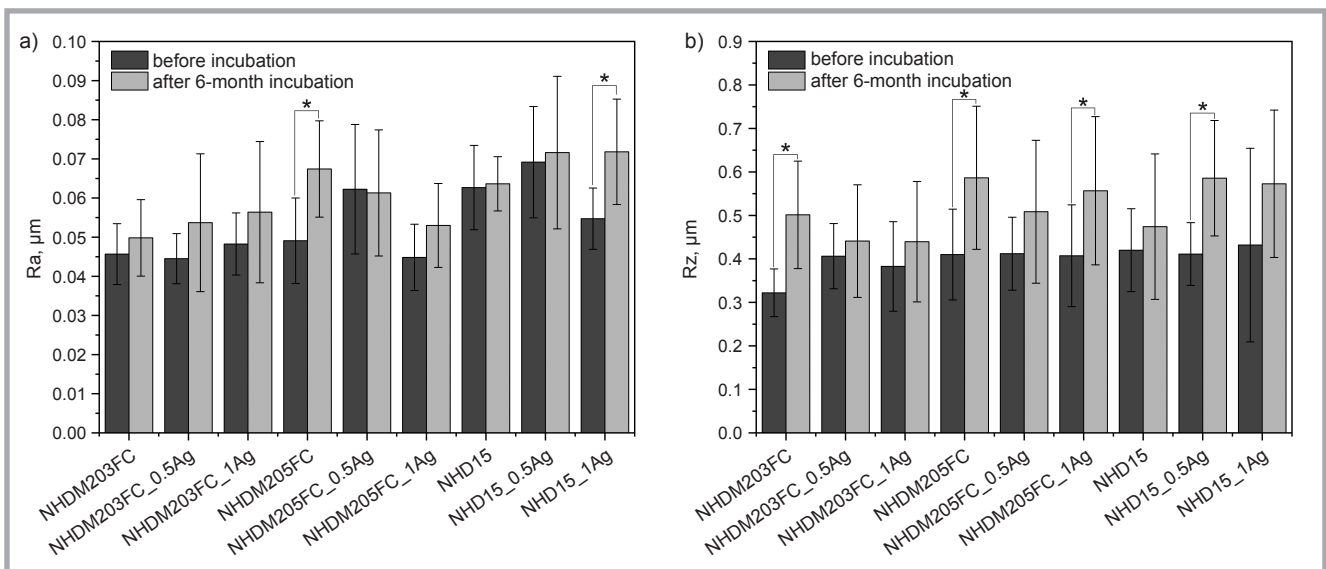 a)
0.10
0.09
0.08
0.07
0.06
0.05
0.04
0.03
0.02
0.01
0.00
Ra, µm
before incubation
after 6-month incubation
*
*
NHDM203FC
NHDM203FC_0.5Ag
NHDM203FC_1Ag
NHDM205FC
NHDM205FC_0.5Ag
NHDM205FC_1Ag
NHD15
NHD15_0.5Ag
NHD15_1Ag
b)
0.9
0.8
0.7
0.6
0.5
0.4
0.3
0.2
0.1
0.0
Rz, µm
before incubation
after 6-month incubation
*
*
*
*
NHDM203FC
NHDM203FC_0.5Ag
NHDM203FC_1Ag
NHDM205FC
NHDM205FC_0.5Ag
NHDM205FC_1Ag
NHD15
NHD15_0.5Ag
NHD15_1Ag